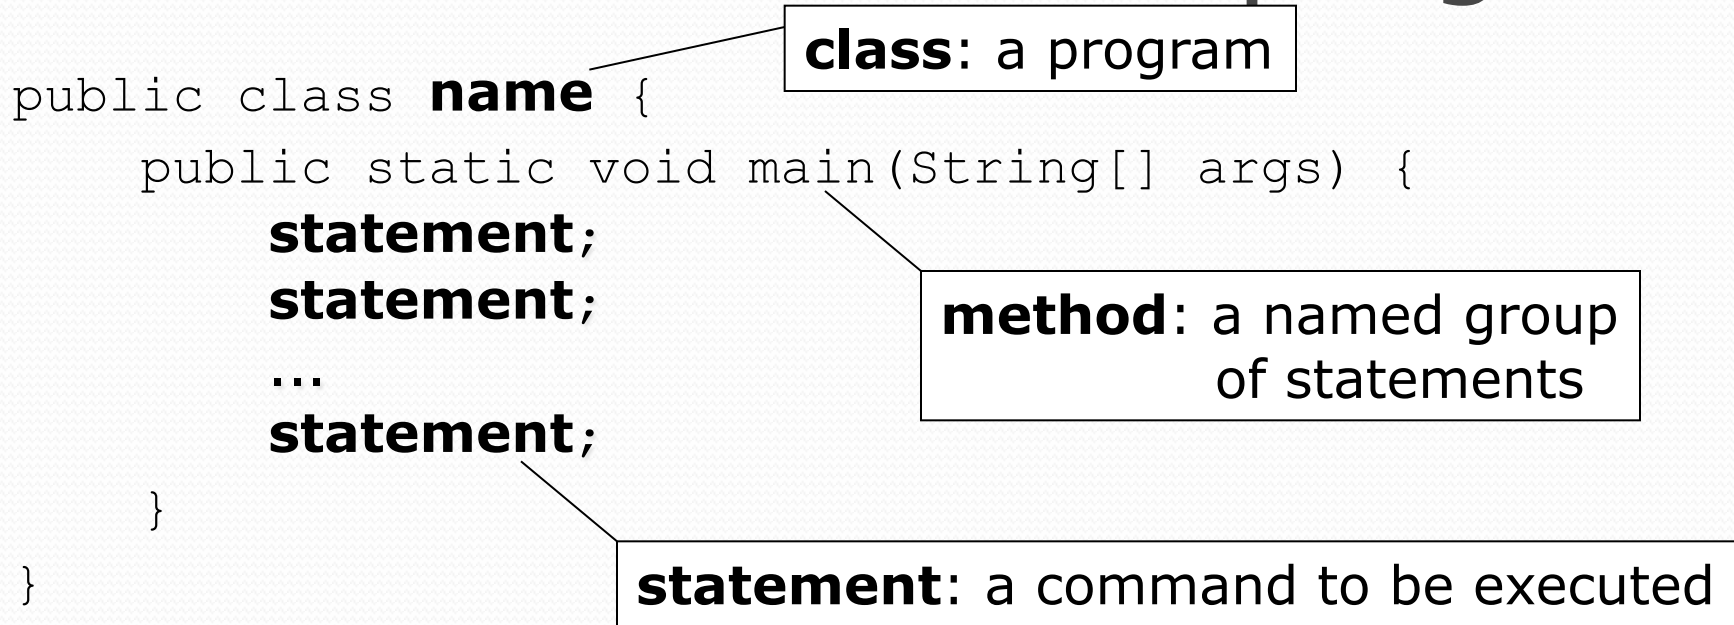 class: a program
public class name {
public static void main(String[] args) {
statement;
statement;
method: a named group
of statements
...
statement;
}
statement: a command to be executed
}